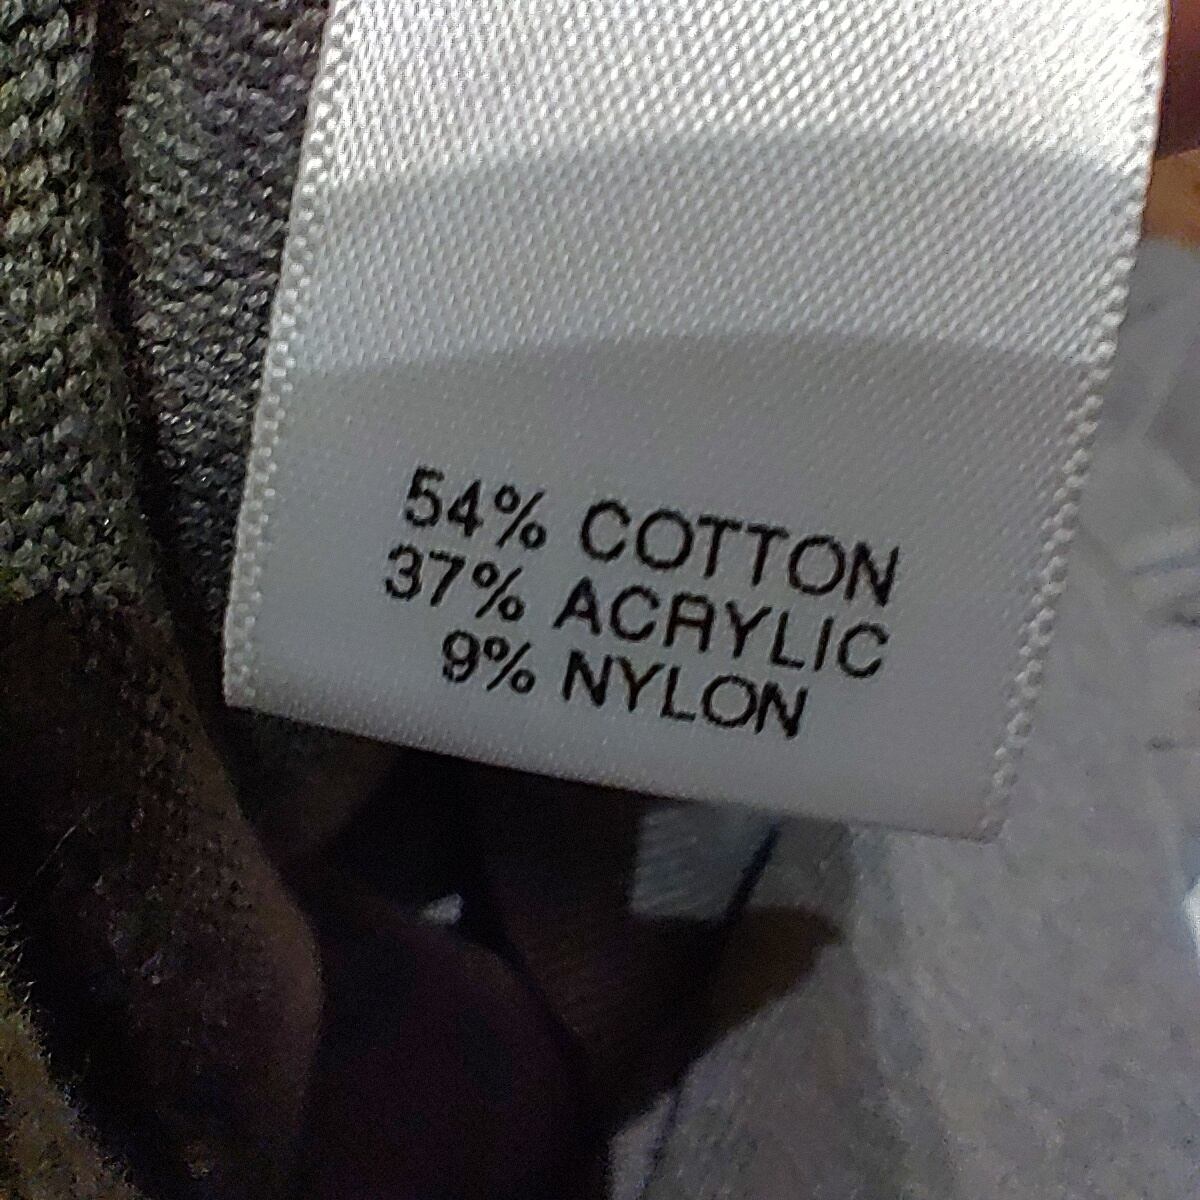 54% COTTON
37% ACRYLIC
9% NYLON